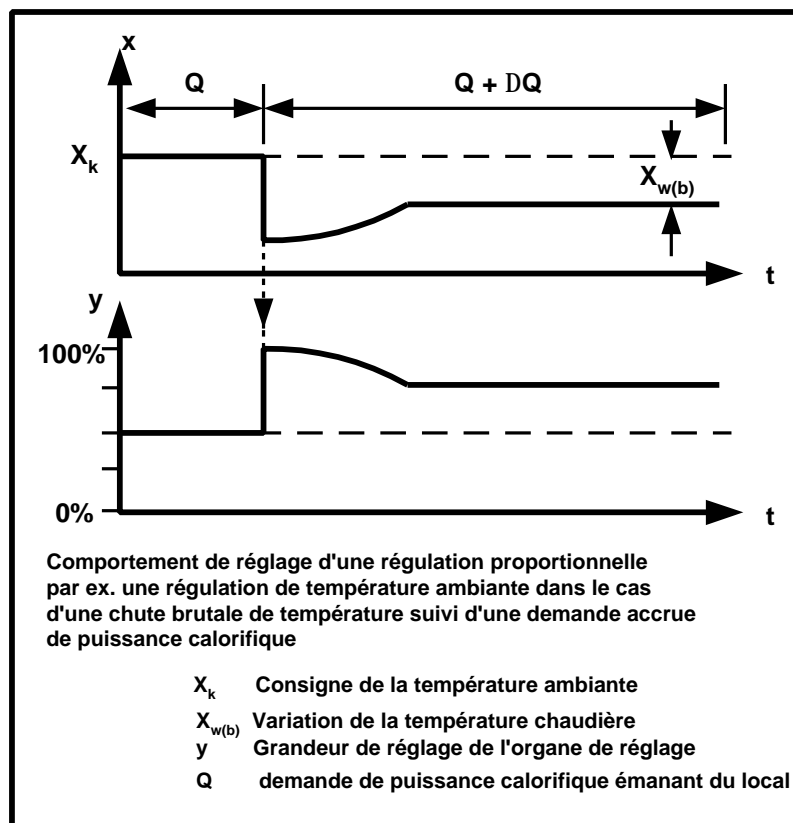 x
Q
Q + DQ
X_k
X_w(b)
t
y
100%
0%
t
Comportement de réglage d'une régulation proportionnelle
par ex. une régulation de température ambiante dans le cas
d'une chute brutale de température suivi d'une demande accrue
de puissance calorifique
X_k Consigne de la température ambiante
X_w(b) Variation de la température chaudière
y Grandeur de réglage de l'organe de réglage
Q demande de puissance calorifique émanant du local